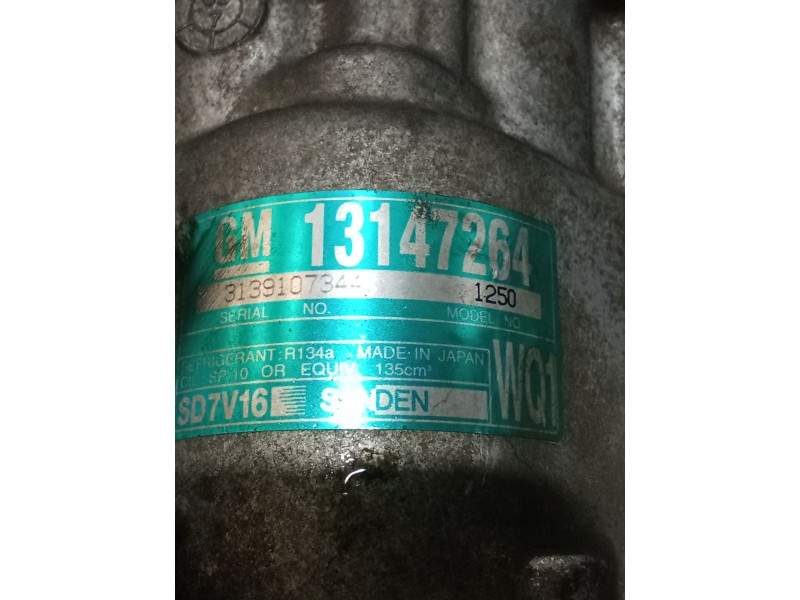 GM 13147264
3139107344 1250
SERIAL NO. MODEL NO
REFRIGERANT: R134a MADE IN JAPAN
OIL SP-10 OR EQUIV. 135cm³
SD7V16 SANDEN
WQ1